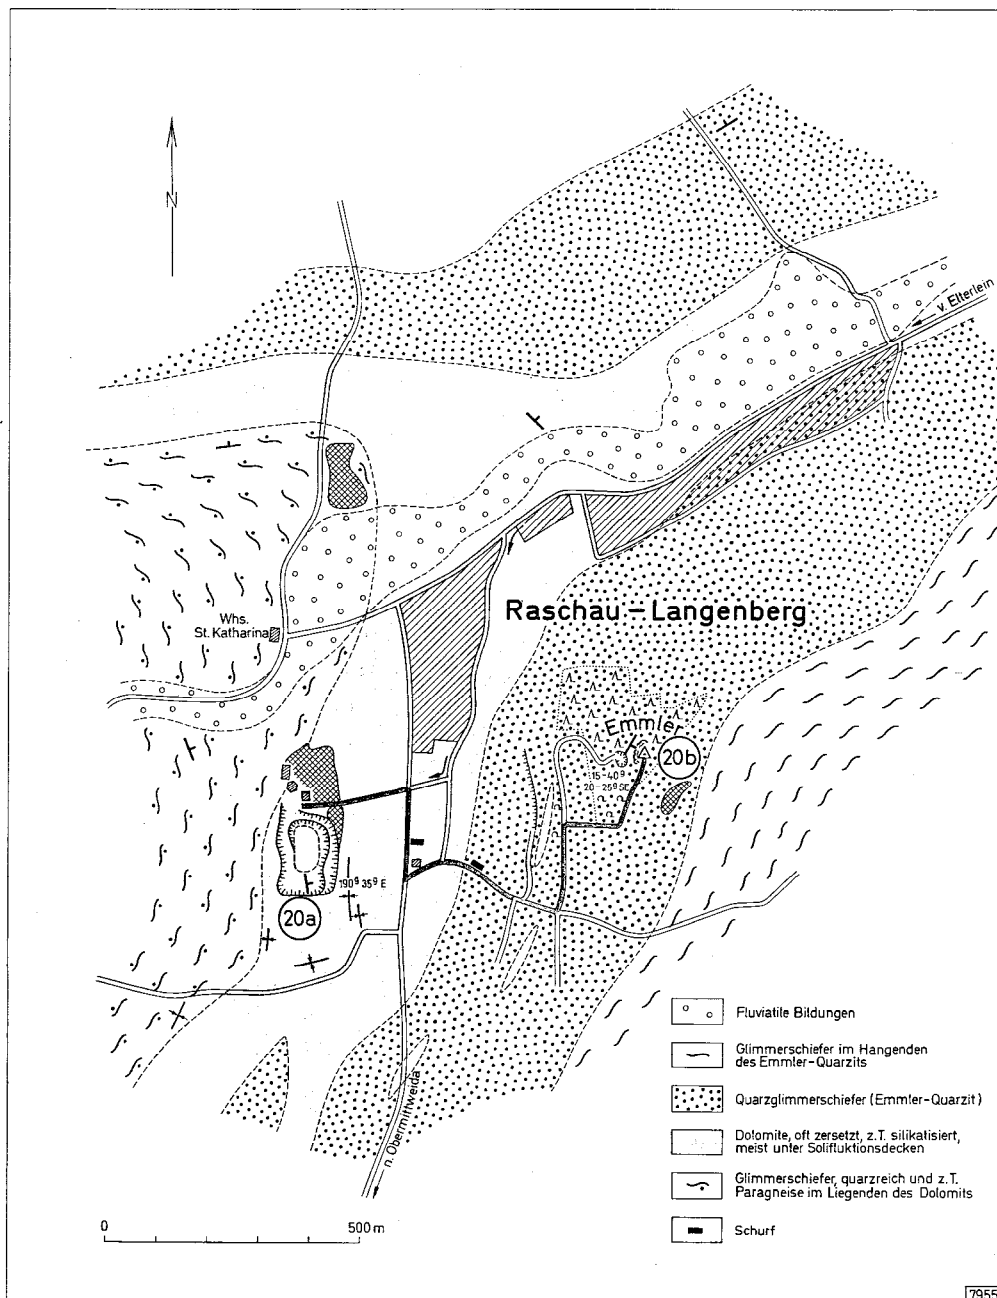 N
v. Elterlein
Whs.
St. Katharina
Raschau – Langenberg
Emmler
20b
15-40g
20-25g SE
190g 35g E
20a
n. Obermittweida
Fluviatile Bildungen
Glimmerschiefer im Hangenden
des Emmler-Quarzits
Quarzglimmerschiefer (Emmler-Quarzit)
Dolomite, oft zersetzt, z.T. silikatisiert,
meist unter Solifluktionsdecken
Glimmerschiefer, quarzreich und z.T.
Paragneise im Liegenden des Dolomits
Schurf
0 500 m
7955